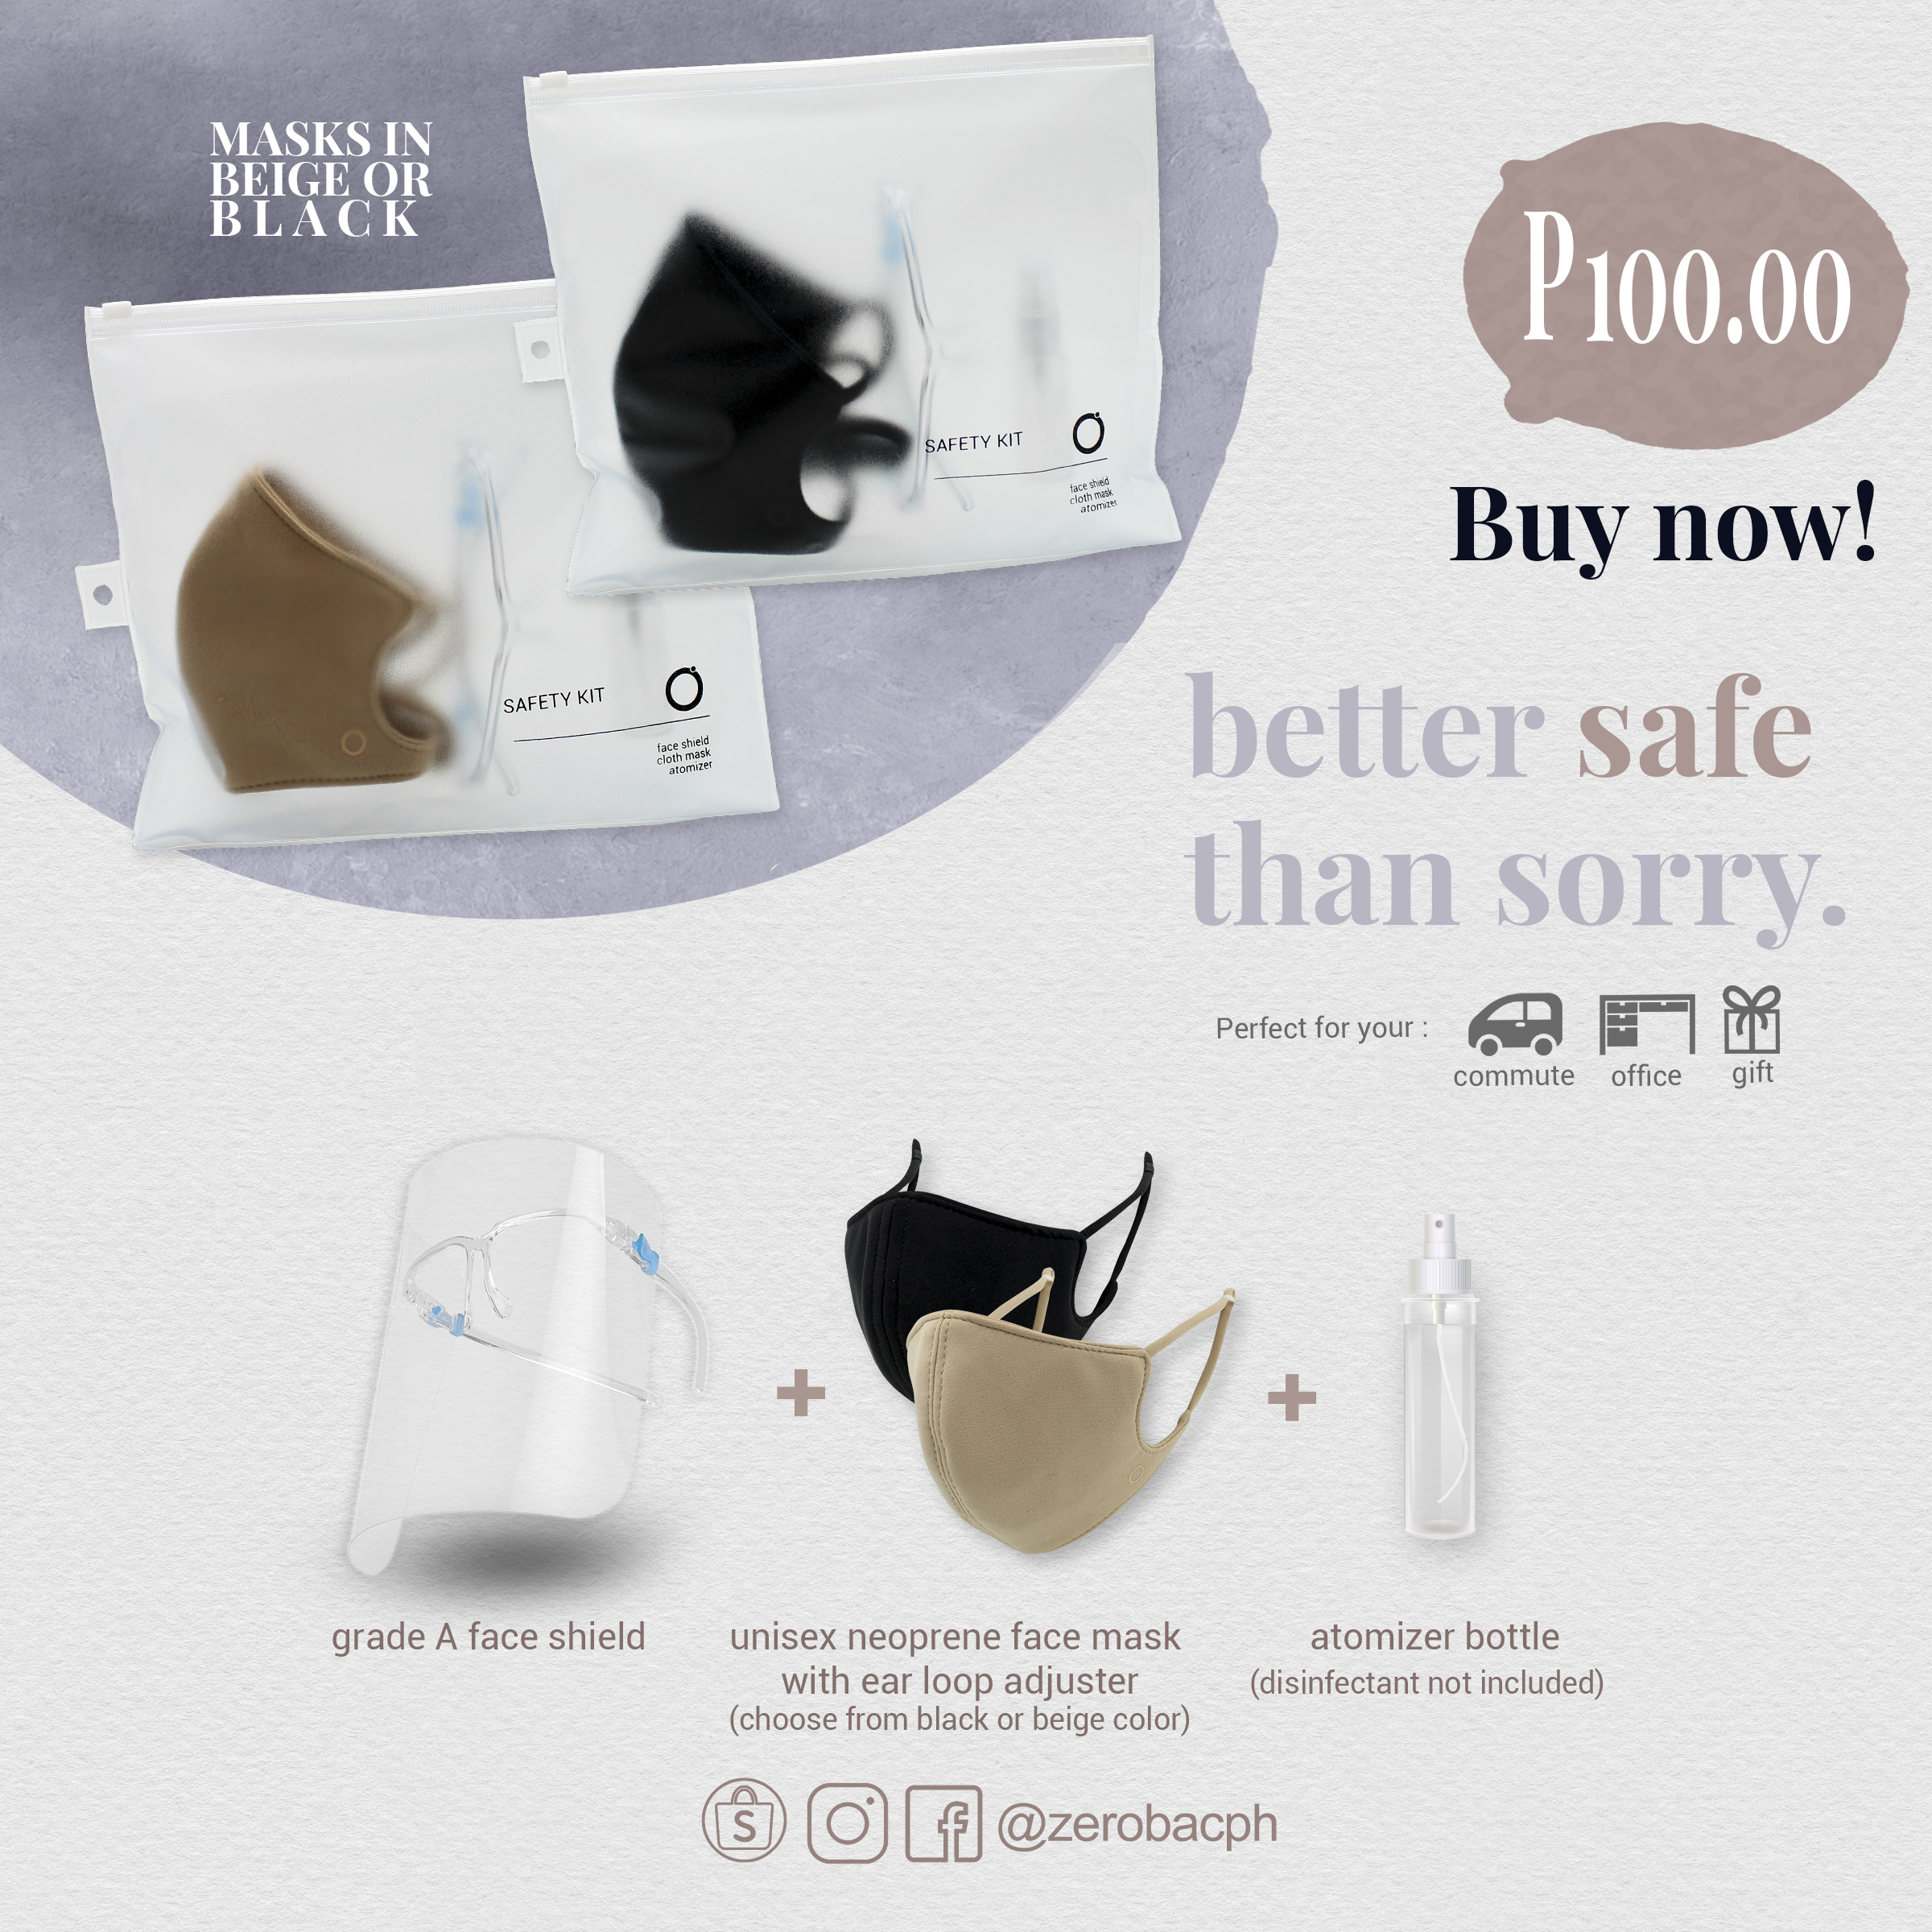 MASKS IN
BEIGE OR
BLACK
SAFETY KIT
face shield
cloth mask
atomizer
SAFETY KIT
face shield
cloth mask
atomizer
P100.00
Buy now!
better safe
than sorry.
Perfect for your :
commute
office
gift
grade A face shield
unisex neoprene face mask
with ear loop adjuster
(choose from black or beige color)
atomizer bottle
(disinfectant not included)
@zerobacph